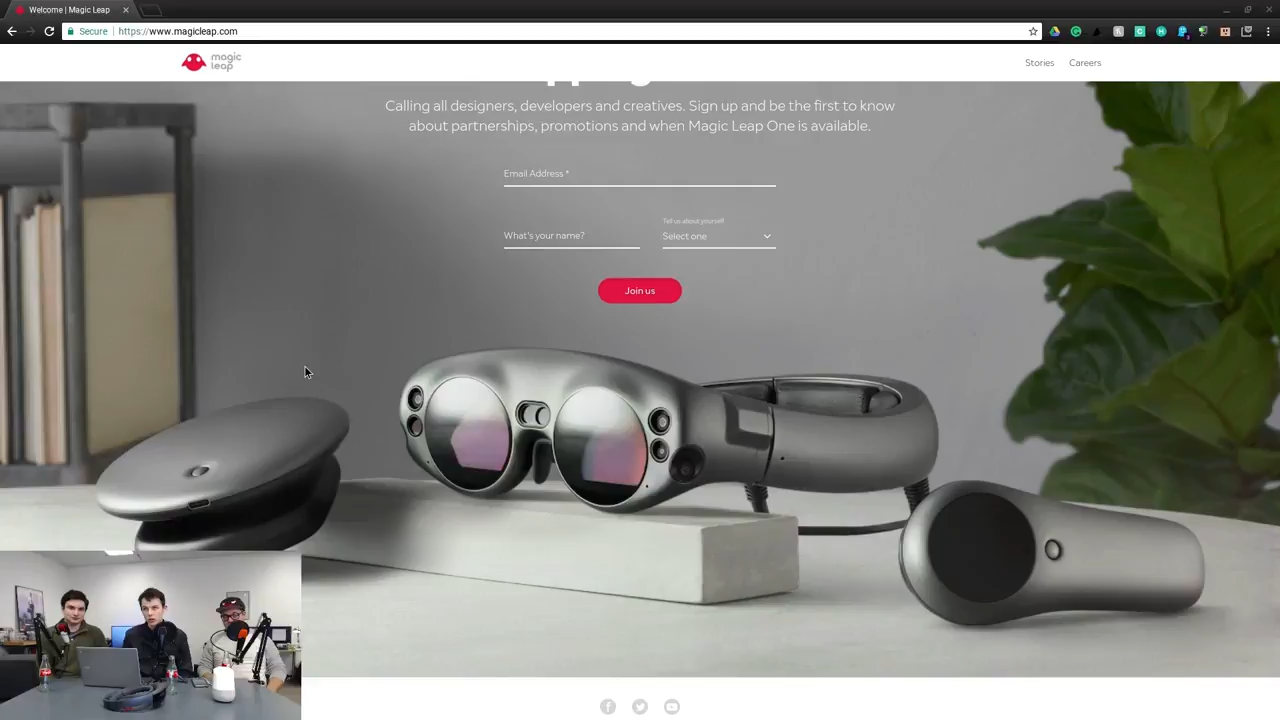 Welcome | Magic Leap
Secure
https://www.magicleap.com
magic
leap
Stories
Careers
Calling all designers, developers and creatives. Sign up and be the first to know
about partnerships, promotions and when Magic Leap One is available.
Email Address *
Tell us about yourself
What's your name?
Select one
Join us